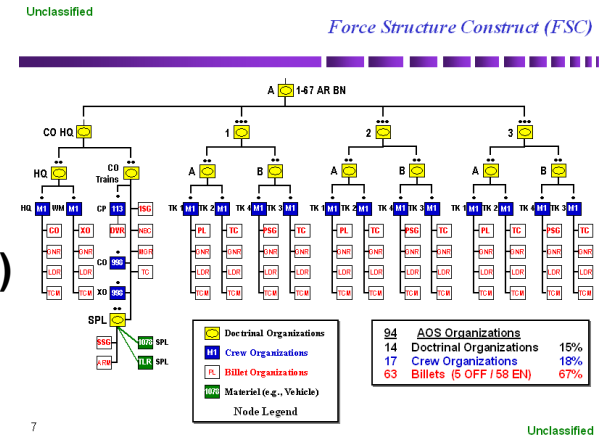 Unclassified
Force Structure Construct (FSC)
A 1-67 AR BN
CO HQ 1 2 3
HQ CO Trains A B A B A B
HQ M1 WM M1 CP 113 ISG TK 1 M1 TK 2 M1 TK 4 M1 TK 3 M1 TK 1 M1 TK 2 M1 TK 4 M1 TK 3 M1 TK 1 M1 TK 2 M1 TK 4 M1 TK 3 M1
CO XO DVR NBC PL TC PSG TC PL TC PSG TC PL TC PSG TC
GNR GNR CO 998 GNR GNR GNR GNR GNR GNR GNR GNR GNR GNR GNR GNR
LDR LDR TC LDR LDR LDR LDR LDR LDR LDR LDR LDR LDR LDR LDR
TCM TCM XO 998 TCM TCM TCM TCM TCM TCM TCM TCM TCM TCM TCM TCM
SPL
SSG 1078 SPL
ARM TLR SPL
Doctrinal Organizations
M1 Crew Organizations
PL Billet Organizations
1078 Materiel (e.g., Vehicle)
Node Legend
94 AOS Organizations
14 Doctrinal Organizations 15%
17 Crew Organizations 18%
63 Billets (5 OFF / 58 EN) 67%
)
7
Unclassified